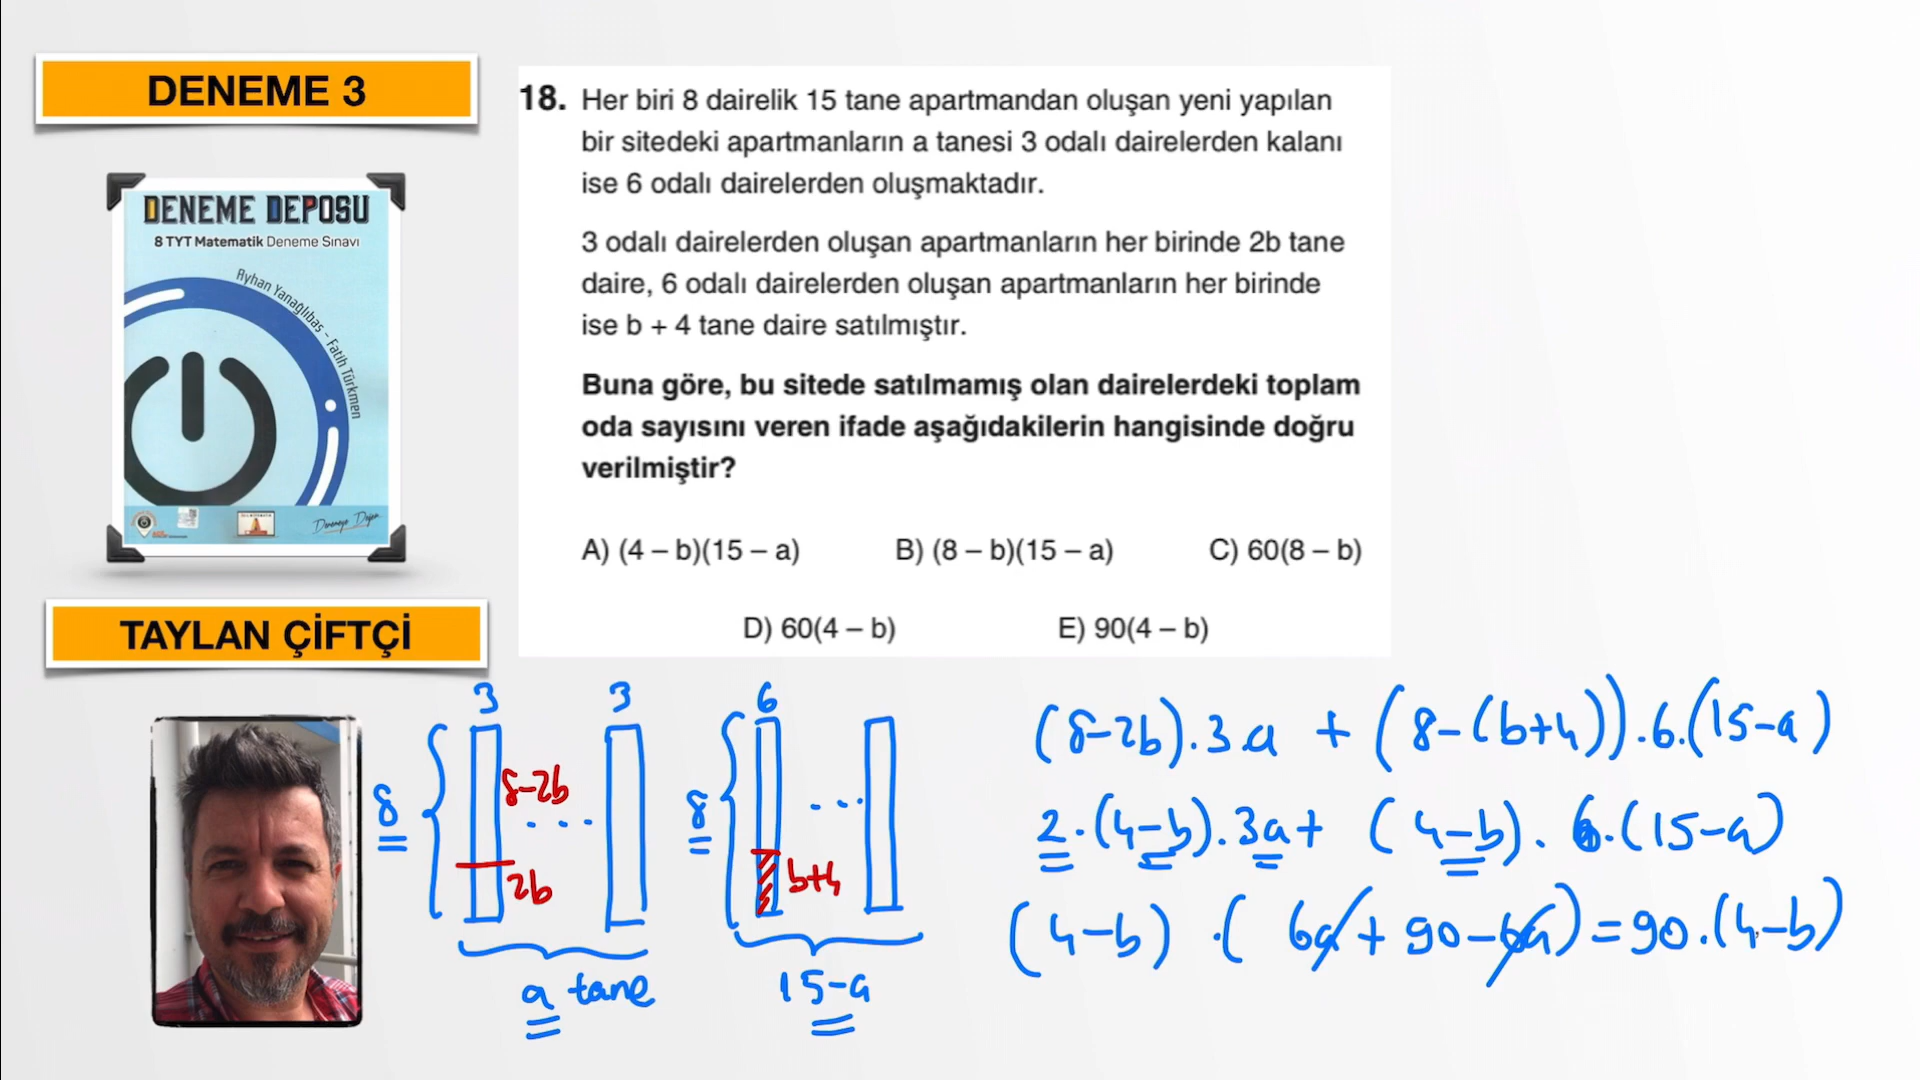 DENEME 3
DENEME DEPOSU
8 TYT Matematik Deneme Sınavı
Ayhan Yanağlıbaş - Fatih Türkmen
Denemeye Değer
TAYLAN ÇİFTÇİ
18. Her biri 8 dairelik 15 tane apartmandan oluşan yeni yapılan
bir sitedeki apartmanların a tanesi 3 odalı dairelerden kalanı
ise 6 odalı dairelerden oluşmaktadır.
3 odalı dairelerden oluşan apartmanların her birinde 2b tane
daire, 6 odalı dairelerden oluşan apartmanların her birinde
ise b + 4 tane daire satılmıştır.
Buna göre, bu sitede satılmamış olan dairelerdeki toplam
oda sayısını veren ifade aşağıdakilerin hangisinde doğru
verilmiştir?
A) (4 – b)(15 – a) B) (8 – b)(15 – a) C) 60(8 – b)
D) 60(4 – b) E) 90(4 – b)
3 3 6
8 8-2b ... 8 ...
2b b+4
a tane 15-a
(8-2b).3a + (8-(b+4)).6.(15-a)
2.(4-b).3a + (4-b).6.(15-a)
(4-b).(6a+90-6a)=90.(4-b)